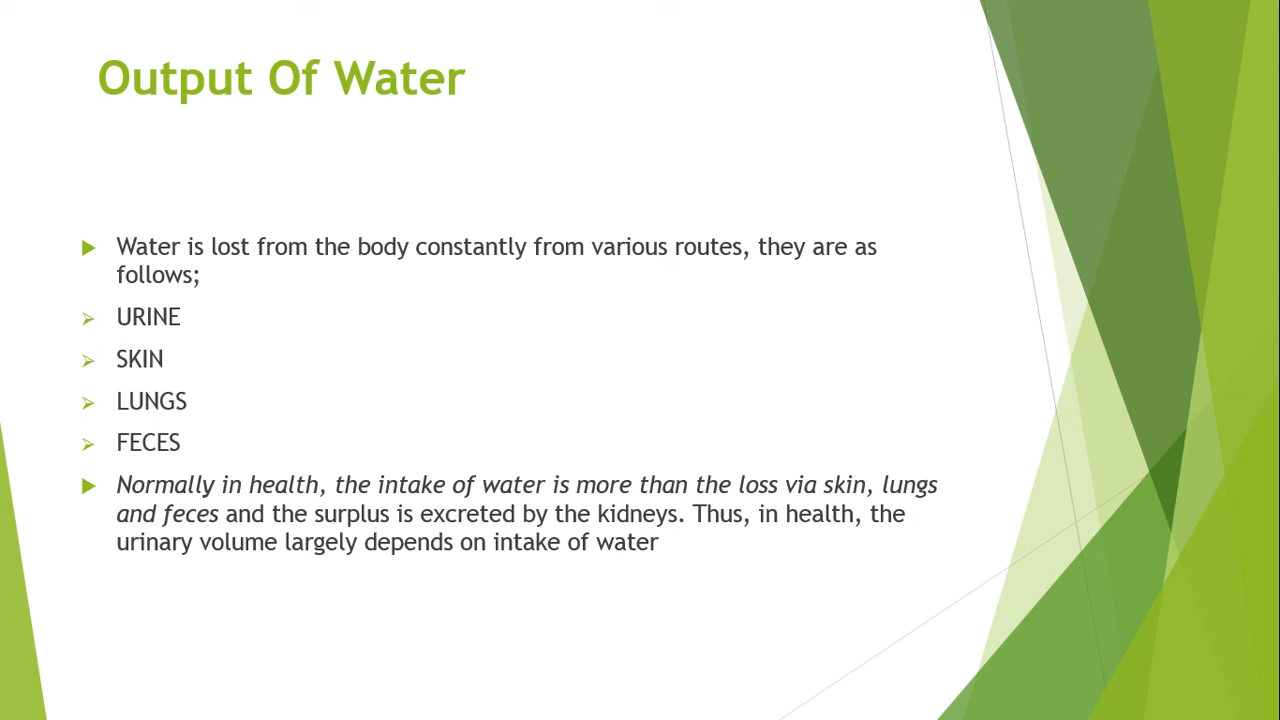 Output Of Water
Water is lost from the body constantly from various routes, they are as
follows;
URINE
SKIN
LUNGS
FECES
Normally in health, the intake of water is more than the loss via skin, lungs
and feces and the surplus is excreted by the kidneys. Thus, in health, the
urinary volume largely depends on intake of water